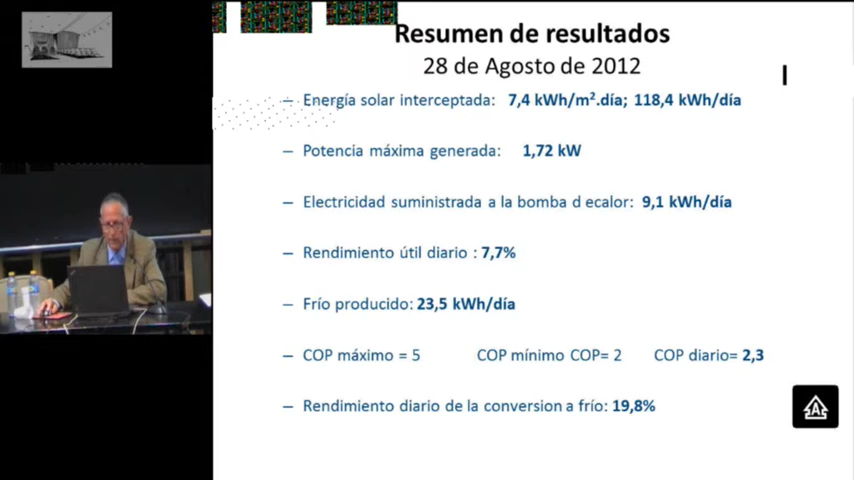 Resumen de resultados
28 de Agosto de 2012
– Energía solar interceptada: 7,4 kWh/m².día; 118,4 kWh/día
– Potencia máxima generada: 1,72 kW
– Electricidad suministrada a la bomba d ecalor: 9,1 kWh/día
– Rendimiento útil diario : 7,7%
– Frío producido: 23,5 kWh/día
– COP máximo = 5 COP mínimo COP= 2 COP diario= 2,3
– Rendimiento diario de la conversion a frío: 19,8%
A